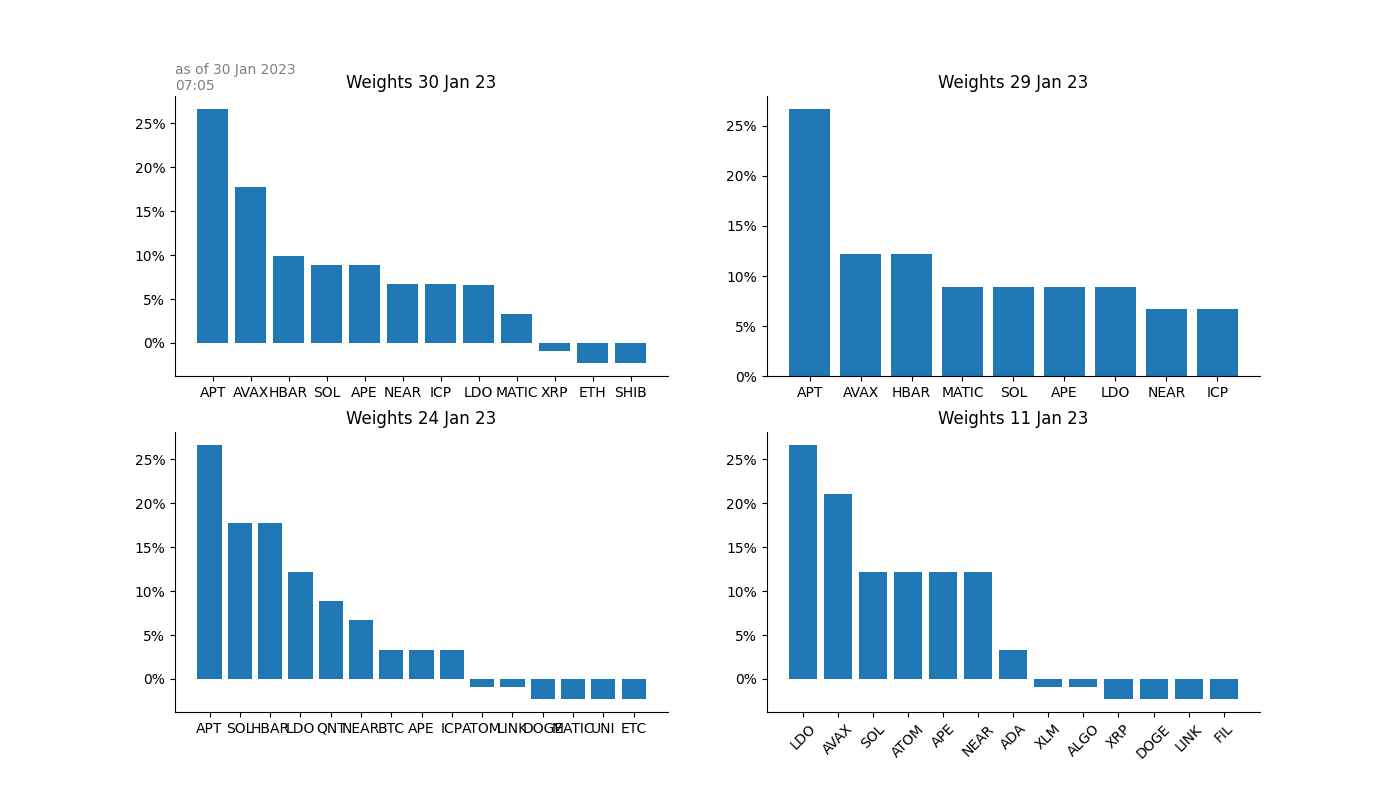 as of 30 Jan 2023
07:05
Weights 30 Jan 23
25%
20%
15%
10%
5%
0%
APT AVAX HBAR SOL APE NEAR ICP LDO MATIC XRP ETH SHIB
Weights 29 Jan 23
25%
20%
15%
10%
5%
0%
APT AVAX HBAR MATIC SOL APE LDO NEAR ICP
Weights 24 Jan 23
25%
20%
15%
10%
5%
0%
APT SOL HBAR LDO QNT NEAR BTC APE ICP ATOM LINK DOGE MATIC UNI ETC
Weights 11 Jan 23
25%
20%
15%
10%
5%
0%
LDO AVAX SOL ATOM APE NEAR ADA XLM ALGO XRP DOGE LINK FIL